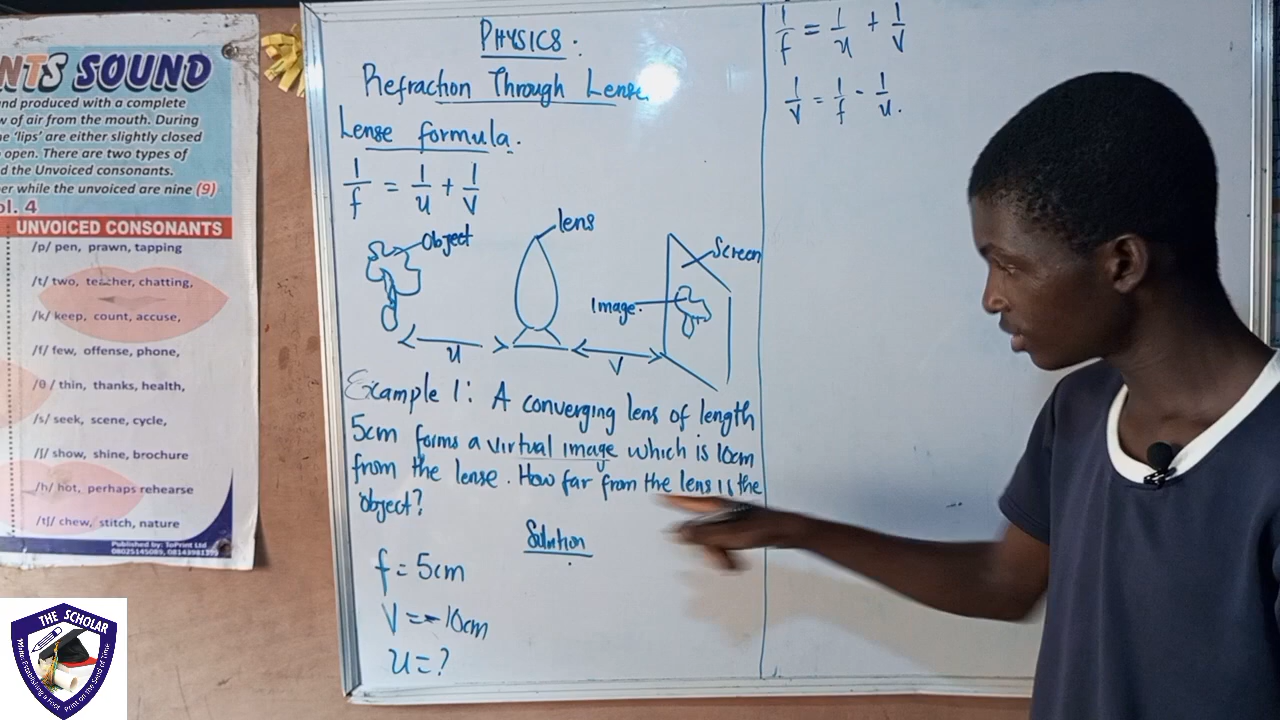 NTS SOUND
nd produced with a complete
w of air from the mouth. During
e 'lips' are either slightly closed
open. There are two types of
d the Unvoiced consonants.
er while the unvoiced are nine (9)
ol. 4
UNVOICED CONSONANTS
/p/ pen, prawn, tapping
/t/ two, teacher, chatting,
/k/ keep, count, accuse,
/f/ few, offense, phone,
/θ/ thin, thanks, health,
/s/ seek, scene, cycle,
/ʃ/ show, shine, brochure
/h/ hot, perhaps rehearse
/tʃ/ chew, stitch, nature
Published by: ToPrint Ltd
THE SCHOLAR
PHYSICS.
Refraction Through Lense
Lense formula.
1/f = 1/u + 1/v
Object
lens
Screen
Image.
u
v
Example 1: A converging lens of length
5cm forms a virtual image which is 10cm
from the lense. How far from the lens is the
object?
Solution
f = 5cm
V = -10cm
u = ?
1/f = 1/u + 1/v
1/v = 1/f - 1/u.